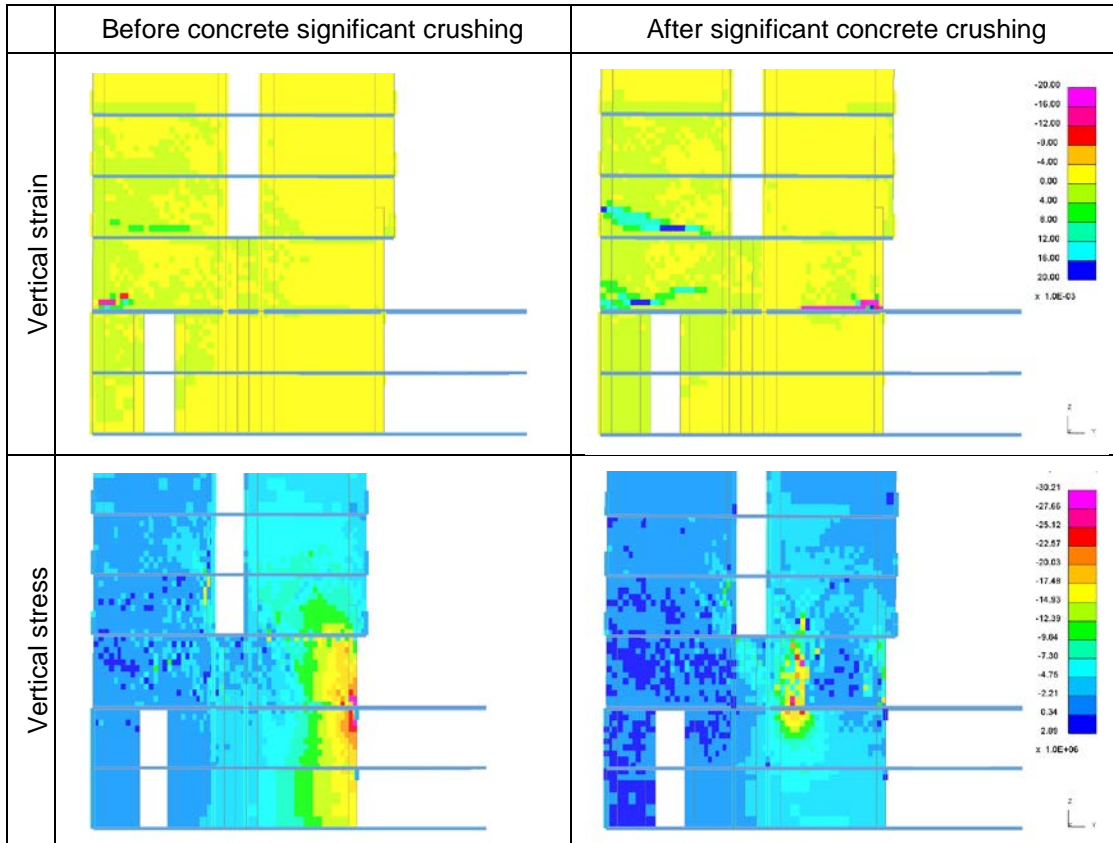 Before concrete significant crushing
After significant concrete crushing
Vertical strain
-20.00
-16.00
-12.00
-9.00
-4.00
0.00
4.00
8.00
12.00
16.00
20.00
x 1.0E-03
Z
Y
Vertical stress
-30.21
-27.66
-25.12
-22.57
-20.03
-17.48
-14.93
-12.39
-9.84
-7.30
-4.75
-2.21
0.34
2.89
x 1.0E+06
Z
Y